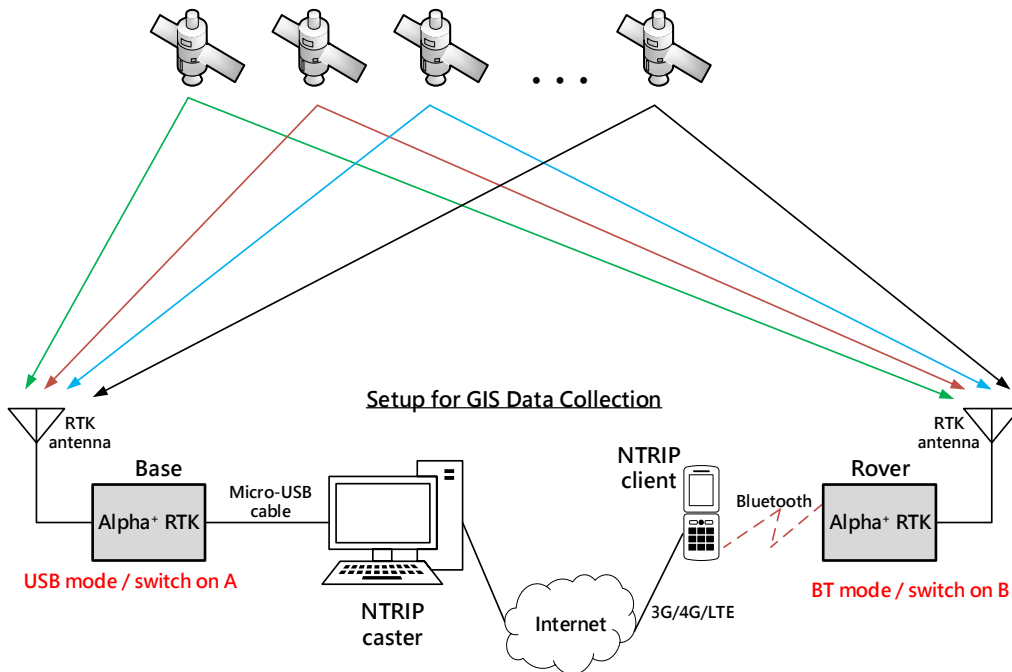 • • •
Setup for GIS Data Collection
RTK
antenna
RTK
antenna
Base
Micro-USB
cable
NTRIP
client
Rover
Bluetooth
Alpha⁺ RTK
Alpha⁺ RTK
USB mode / switch on A
BT mode / switch on B
NTRIP
caster
Internet
3G/4G/LTE